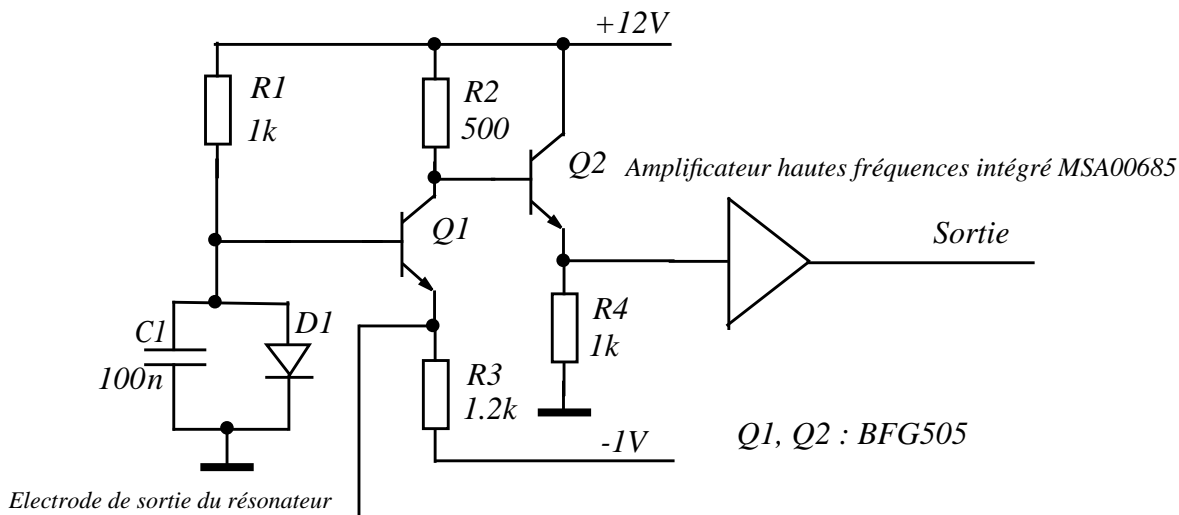 +12V
R1
1k
R2
500
Q2
Amplificateur hautes fréquences intégré MSA00685
Q1
Sortie
C1
100n
D1
R4
1k
R3
1.2k
-1V
Q1, Q2 : BFG505
Electrode de sortie du résonateur